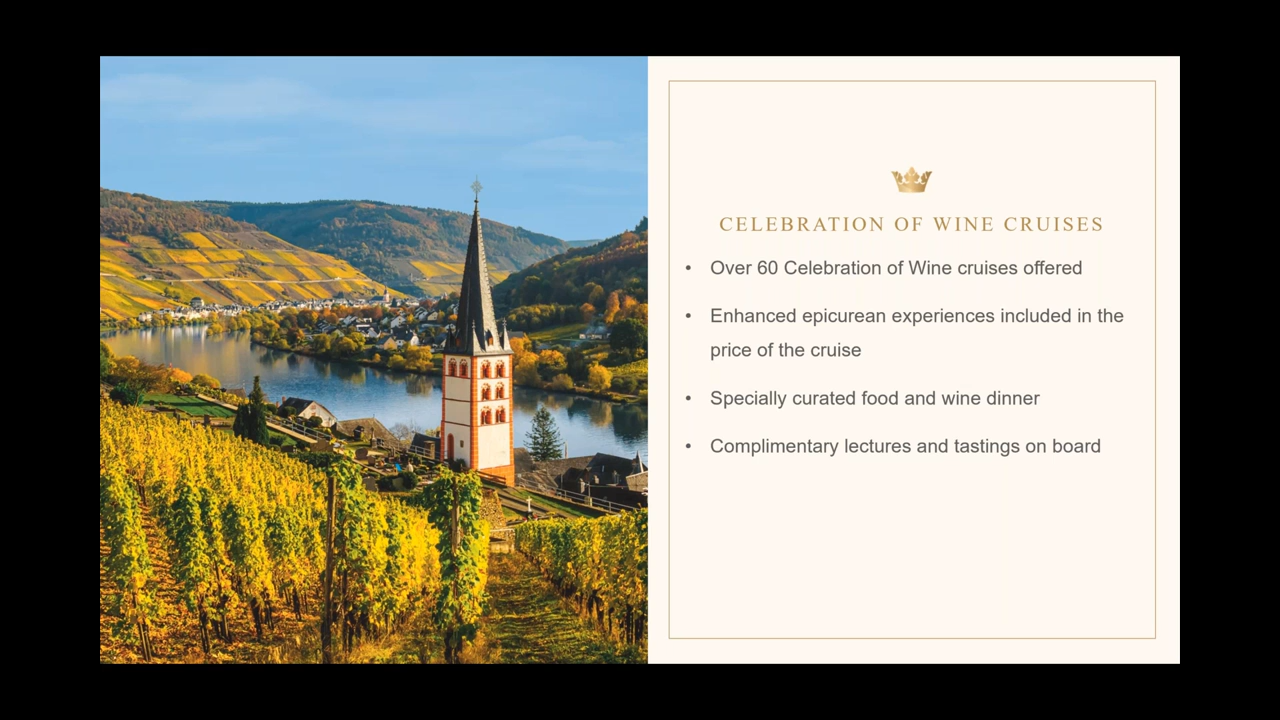 CELEBRATION OF WINE CRUISES
• Over 60 Celebration of Wine cruises offered
• Enhanced epicurean experiences included in the
price of the cruise
• Specially curated food and wine dinner
• Complimentary lectures and tastings on board